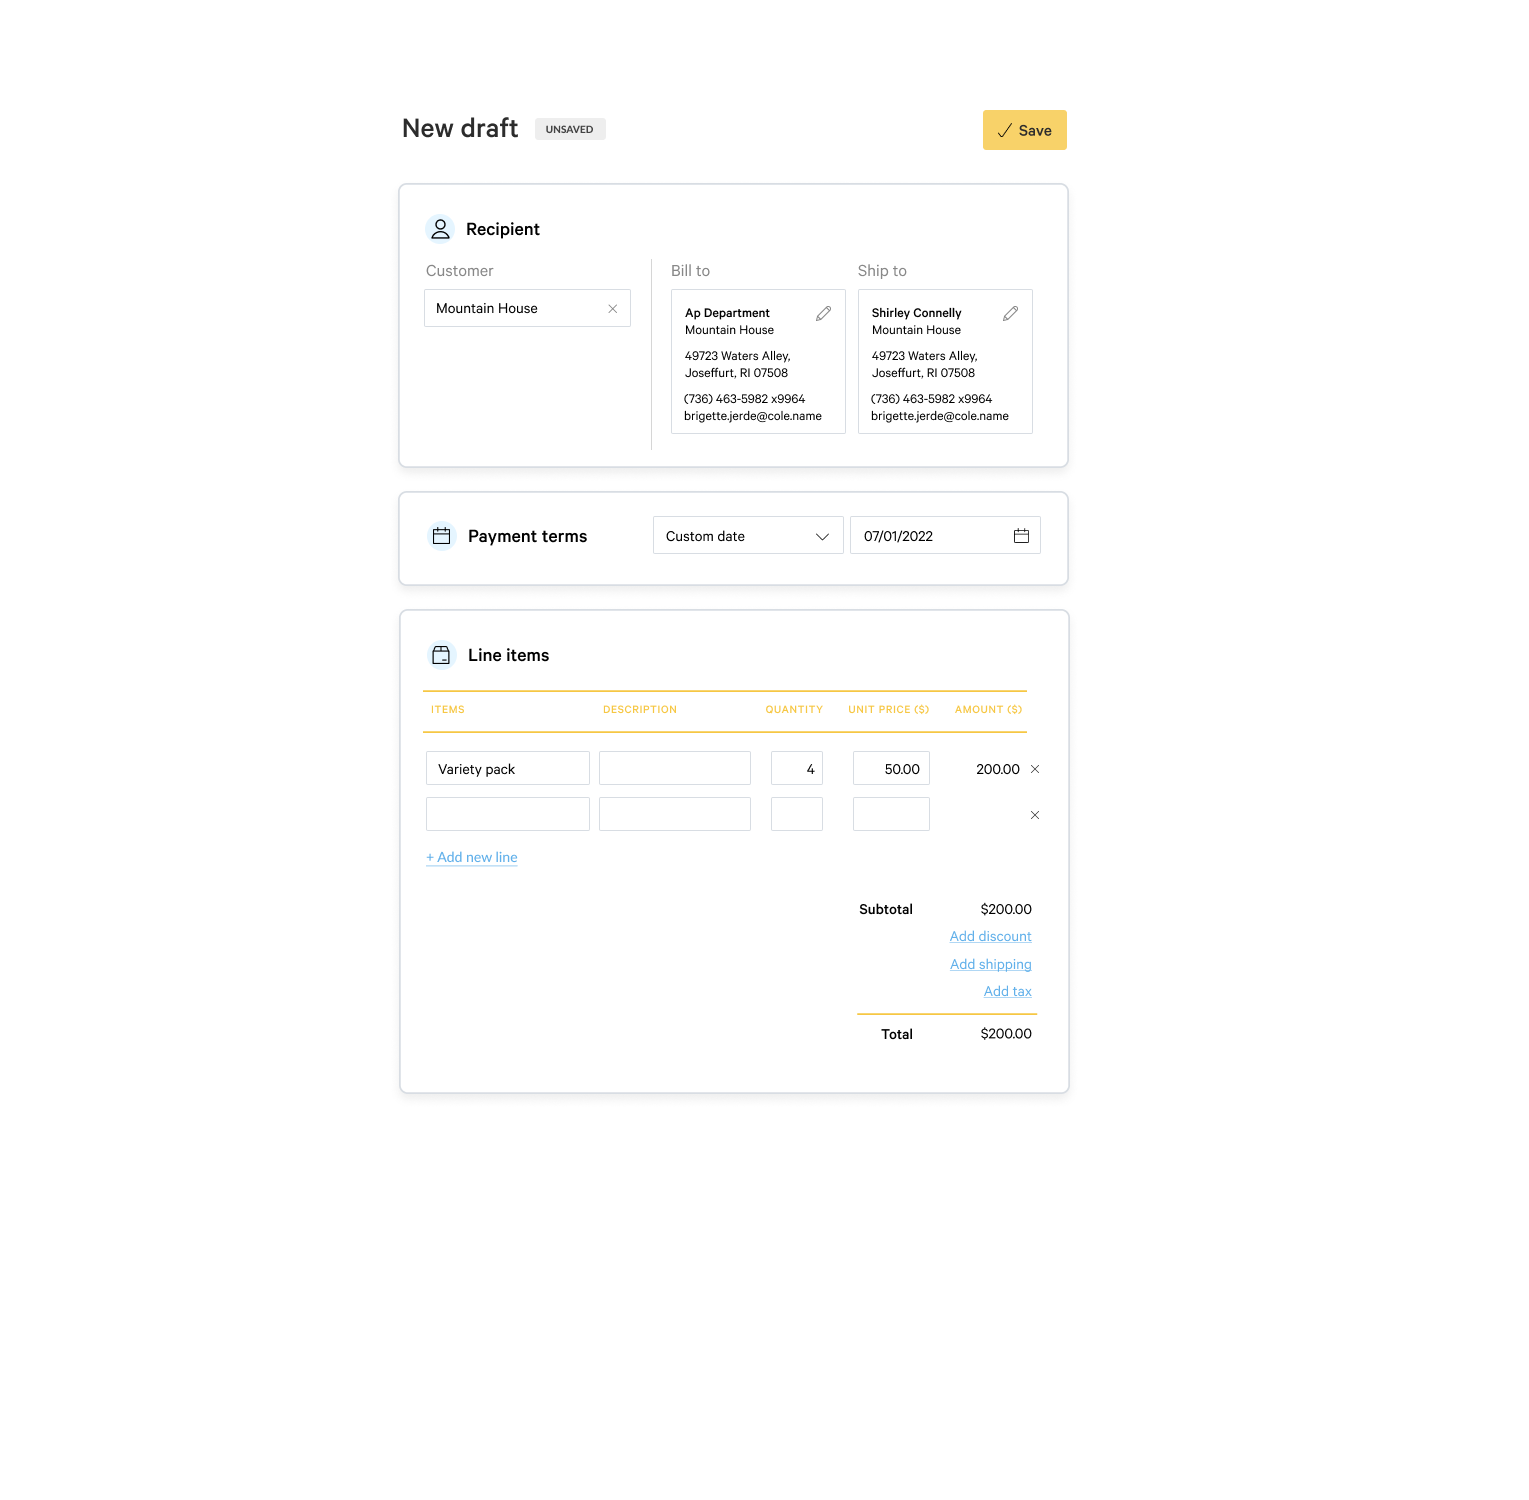 New draft UNSAVED
Save
Recipient
Customer
Mountain House
Bill to
Ap Department
Mountain House
49723 Waters Alley,
Joseffurt, RI 07508
(736) 463-5982 x9964
brigette.jerde@cole.name
Ship to
Shirley Connelly
Mountain House
49723 Waters Alley,
Joseffurt, RI 07508
(736) 463-5982 x9964
brigette.jerde@cole.name
Payment terms
Custom date
07/01/2022
Line items
ITEMS DESCRIPTION QUANTITY UNIT PRICE ($) AMOUNT ($)
Variety pack 4 50.00 200.00
+ Add new line
Subtotal $200.00
Add discount
Add shipping
Add tax
Total $200.00